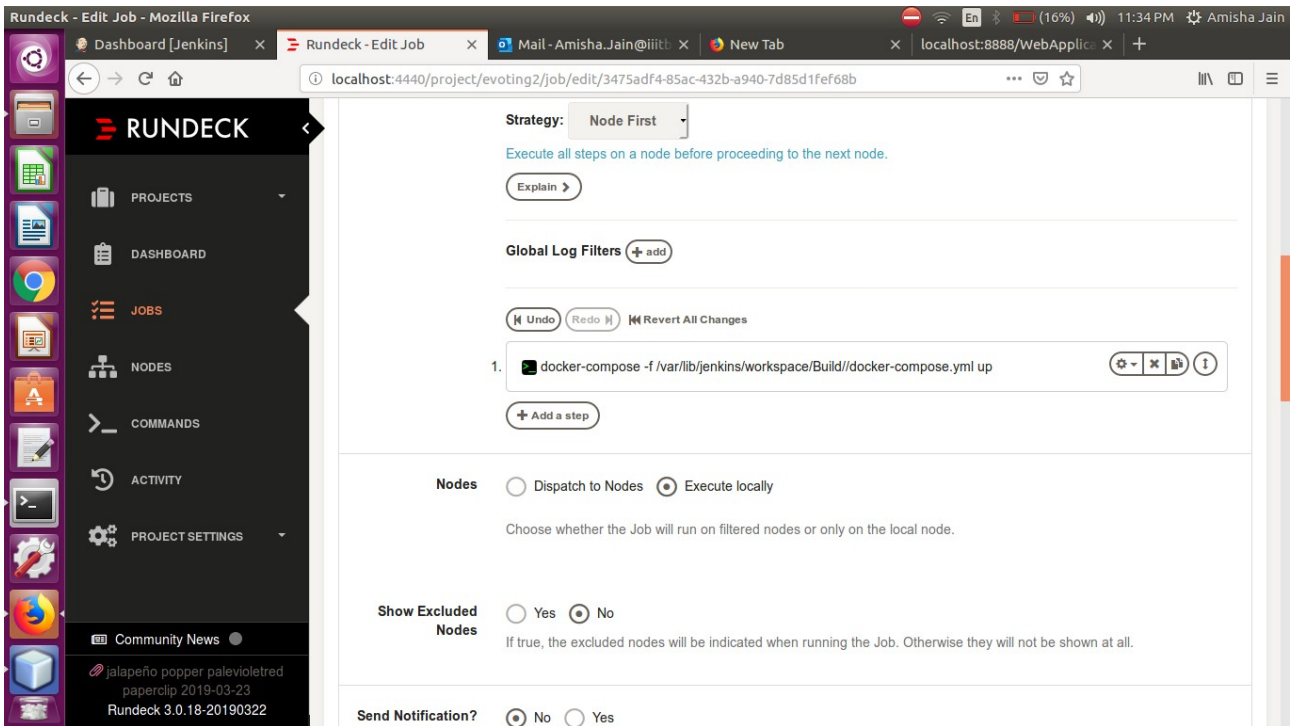 Rundeck - Edit Job - Mozilla Firefox
En
(16%)
11:34 PM
Amisha Jain
Dashboard [Jenkins]
Rundeck - Edit Job
Mail - Amisha.Jain@iiitb
New Tab
localhost:8888/WebApplica
localhost:4440/project/evoting2/job/edit/3475adf4-85ac-432b-a940-7d85d1fef68b
RUNDECK
PROJECTS
DASHBOARD
JOBS
NODES
COMMANDS
ACTIVITY
PROJECT SETTINGS
Community News
jalapeño popper palevioletred
paperclip 2019-03-23
Rundeck 3.0.18-20190322
Strategy: Node First
Execute all steps on a node before proceeding to the next node.
Explain
Global Log Filters + add
Undo Redo Revert All Changes
1. docker-compose -f /var/lib/jenkins/workspace/Build//docker-compose.yml up
+ Add a step
Nodes Dispatch to Nodes Execute locally
Choose whether the Job will run on filtered nodes or only on the local node.
Show Excluded
Nodes
Yes No
If true, the excluded nodes will be indicated when running the Job. Otherwise they will not be shown at all.
Send Notification? No Yes